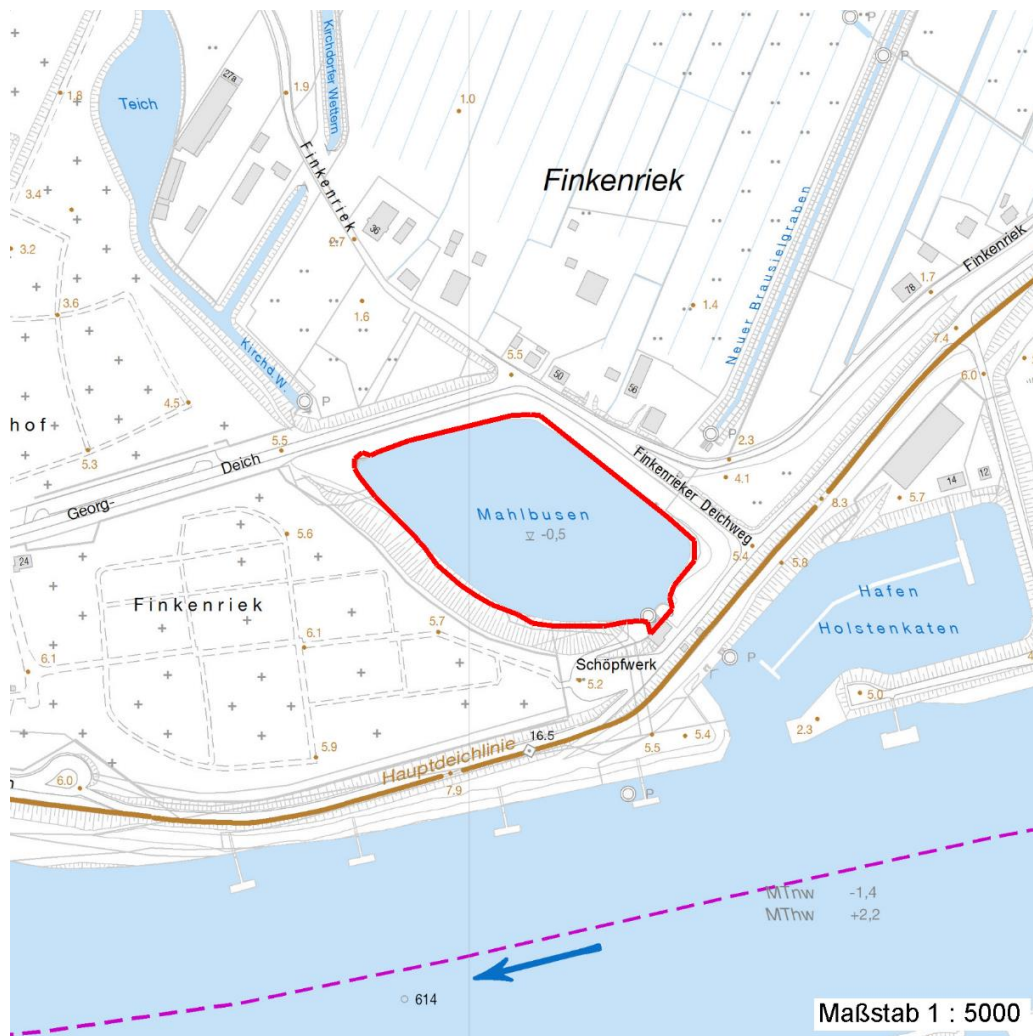 P
P
27a
Kirchdorfer Wettern
1.9
1.8
Teich
1.0
Finkenriek
Finkenriek
3.4
36
2.7
3.2
Finkenriek
1.7
78
Neuer Brausielgraben
1.4
1.6
3.6
7.4
Kirchd.W.
5.5
6.0
50
56
4.5
P
hof
5.5
P
2.3
5.3
Deich
Finkenrieker Deichweg
4.1
14
12
8.3
5.7
Georg-
Mahlbusen
-0,5
5.6
5.4
5.8
24
Hafen
Finkenriek
Holstenkaten
5.7
6.1
P
6.1
Schöpfwerk
5.2
5.0
2.3
16.5
5.5
5.4
Hauptdeichlinie
5.9
7.9
6.0
P
MTnw -1,4
MThw +2,2
614
Maßstab 1 : 5000